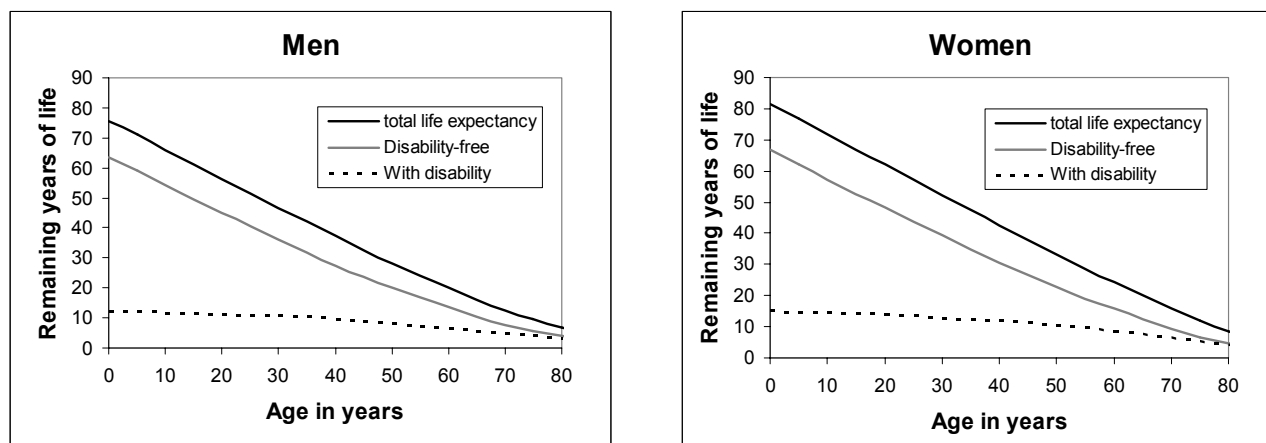 Men
Remaining years of life
90
80
70
60
50
40
30
20
10
0
total life expectancy
Disability-free
With disability
0 10 20 30 40 50 60 70 80
Age in years
Women
Remaining years of life
90
80
70
60
50
40
30
20
10
0
total life expectancy
Disability-free
With disability
0 10 20 30 40 50 60 70 80
Age in years